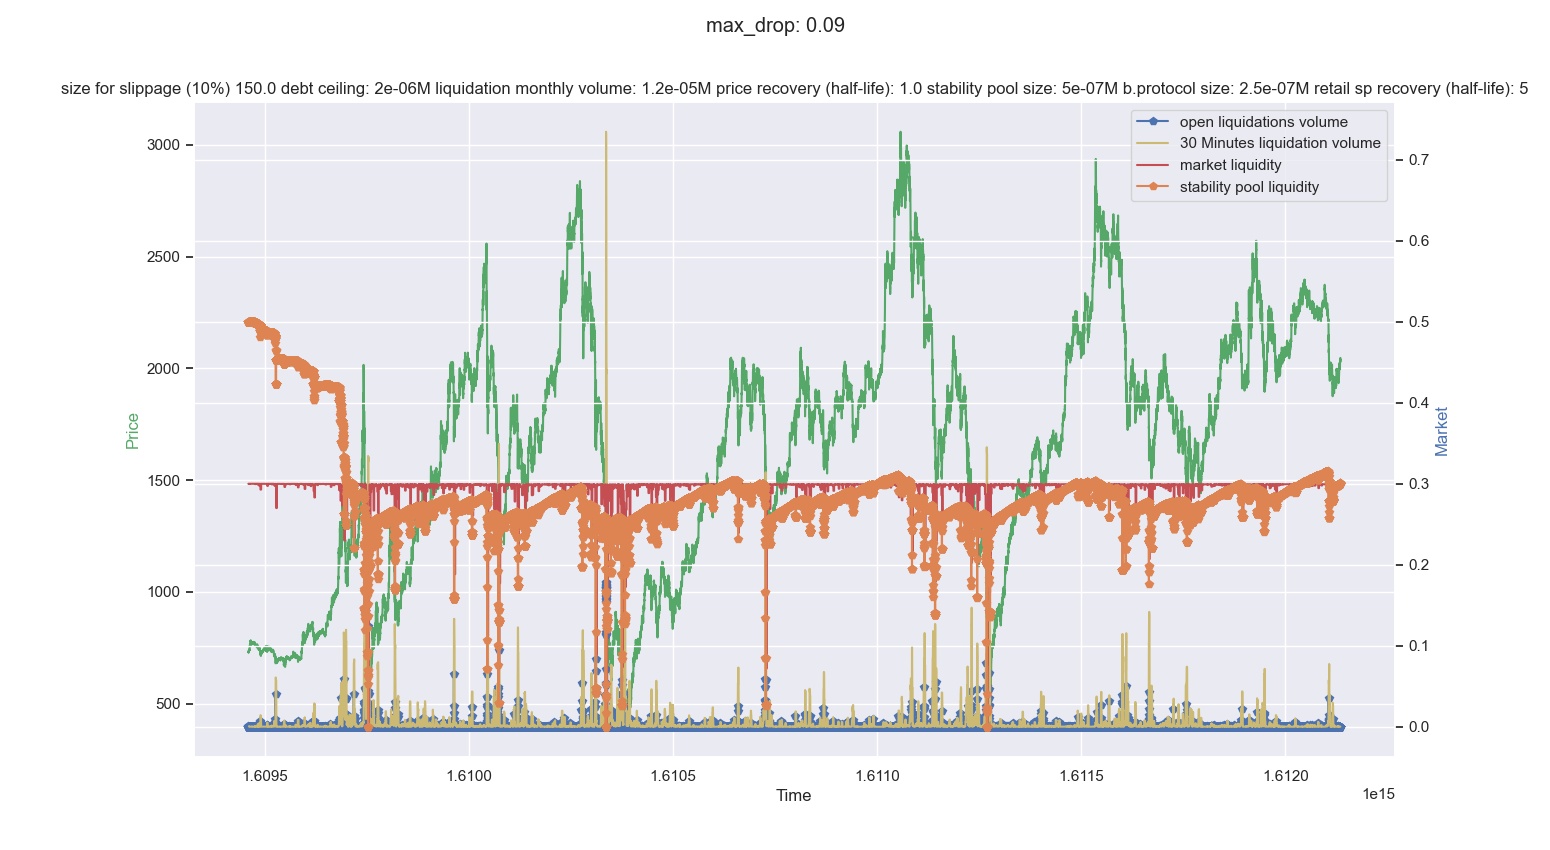 max_drop: 0.09
size for slippage (10%) 150.0 debt ceiling: 2e-06M liquidation monthly volume: 1.2e-05M price recovery (half-life): 1.0 stability pool size: 5e-07M b.protocol size: 2.5e-07M retail sp recovery (half-life): 5
open liquidations volume
30 Minutes liquidation volume
market liquidity
stability pool liquidity
3000
2500
2000
1500
1000
500
Price
0.7
0.6
0.5
0.4
0.3
0.2
0.1
0.0
Market
1.6095 1.6100 1.6105 1.6110 1.6115 1.6120
1e15
Time